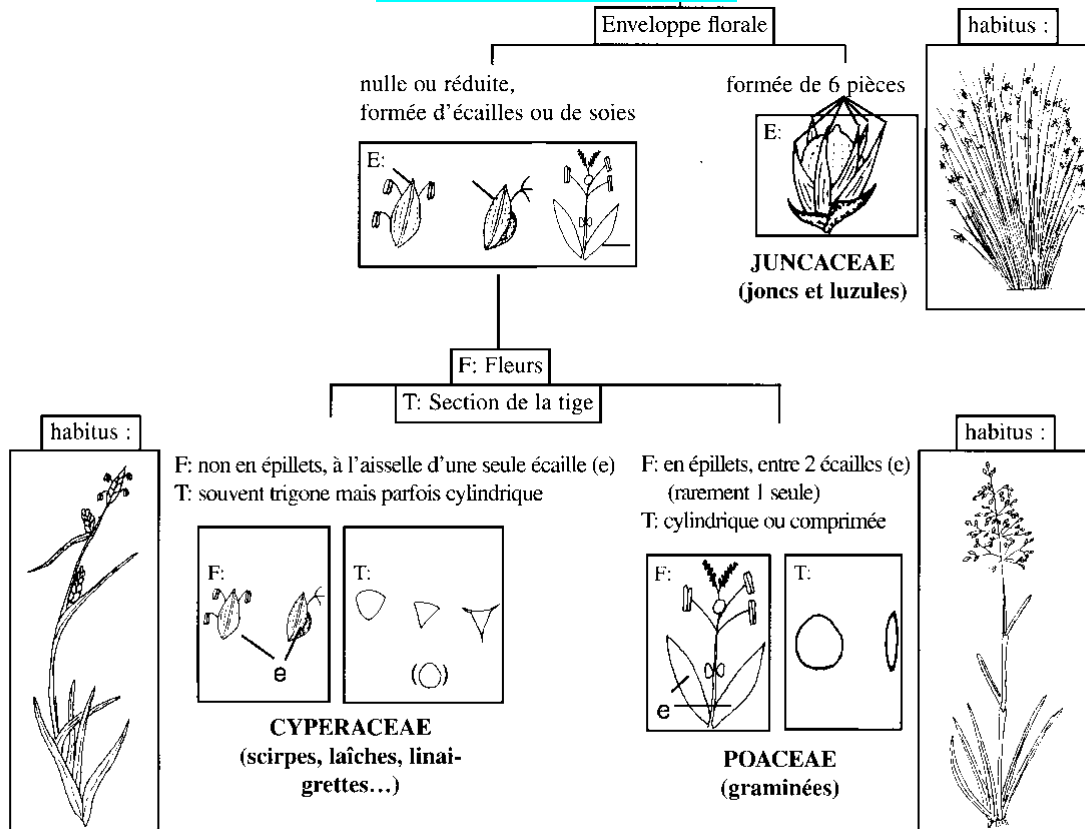 Enveloppe florale
habitus :
nulle ou réduite,
formée d'écailles ou de soies
formée de 6 pièces
E:
E:
JUNCACEAE
(joncs et luzules)
F: Fleurs
T: Section de la tige
habitus :
habitus :
F: non en épillets, à l'aisselle d'une seule écaille (e)
T: souvent trigone mais parfois cylindrique
F: en épillets, entre 2 écailles (e)
(rarement 1 seule)
T: cylindrique ou comprimée
F:
T:
( )
e
F:
T:
e
CYPERACEAE
(scirpes, laîches, linai-
grettes…)
POACEAE
(graminées)